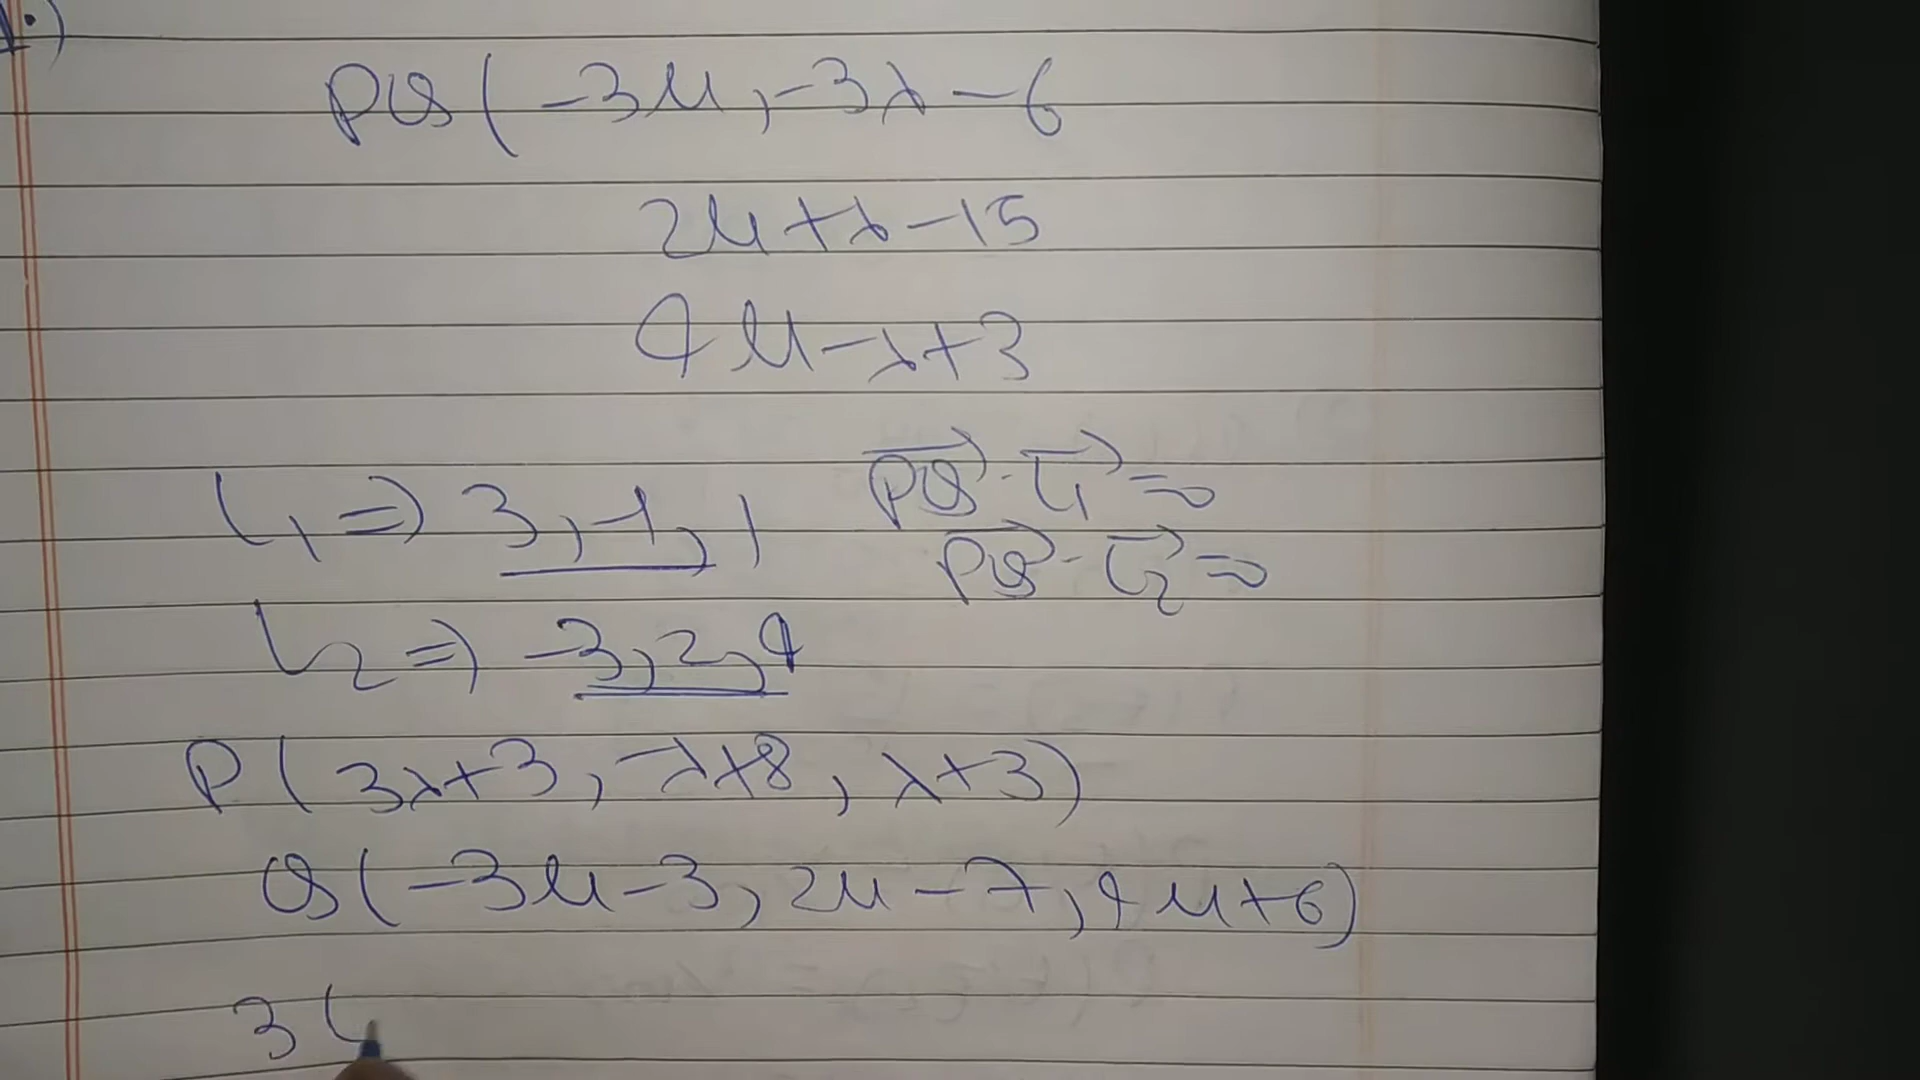 PQ(-3μ, -3λ-6
2μ+λ-15
4μ-λ+3
L₁ ⇒ 3, -1, 1
PQ⃗ · L₁⃗ = 0
PQ⃗ · L₂⃗ = 0
L₂ ⇒ -3, 2, 4
P(3λ+3, -λ+8, λ+3)
Q(-3μ-3, 2μ-7, 4μ+6)
3(